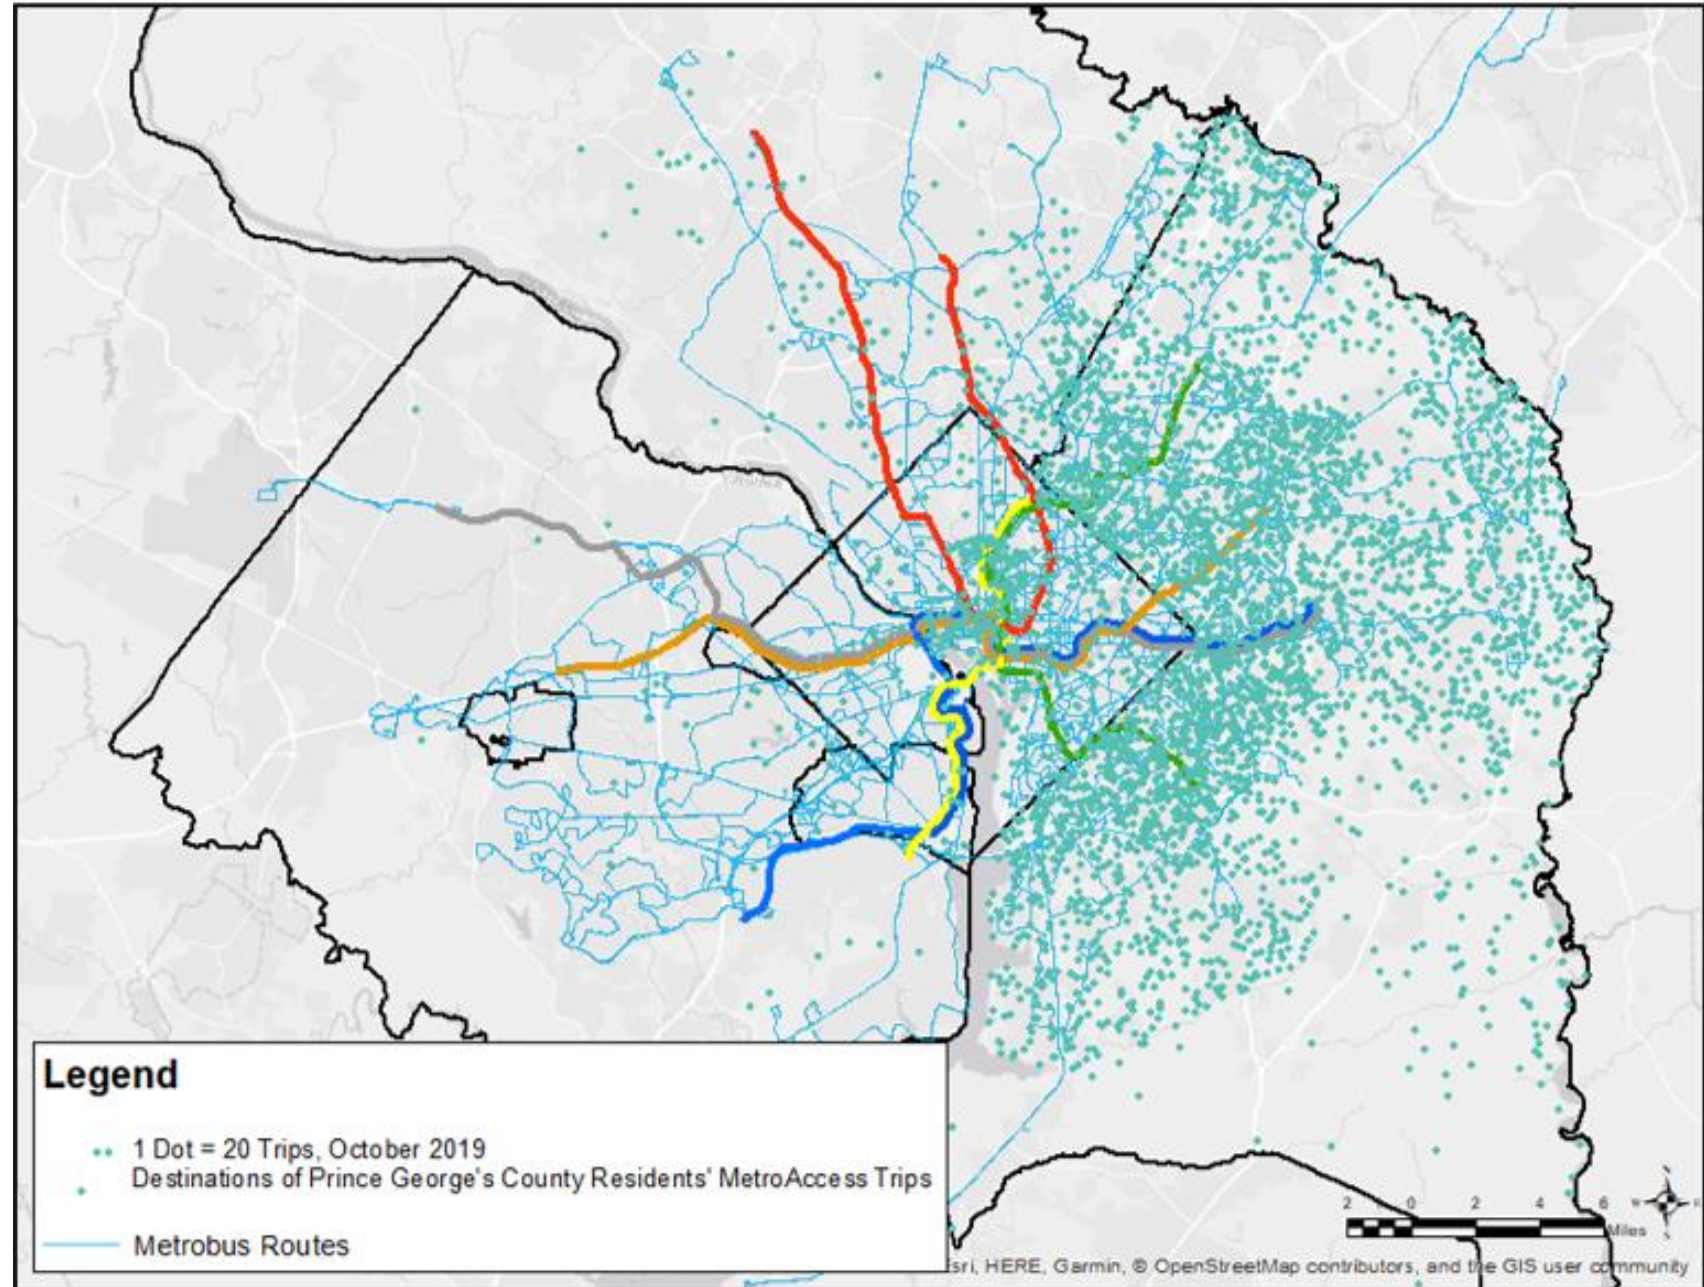 Legend
1 Dot = 20 Trips, October 2019
Destinations of Prince George's County Residents' MetroAccess Trips
Metrobus Routes
2 0 2 4 6
Miles
Esri, HERE, Garmin, © OpenStreetMap contributors, and the GIS user community